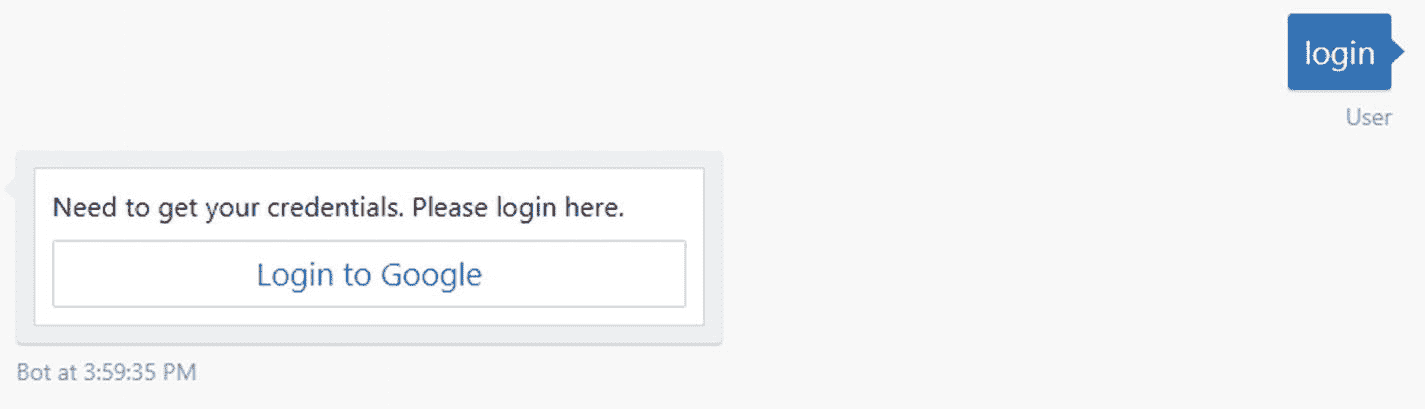 login
User
Need to get your credentials. Please login here.
Login to Google
Bot at 3:59:35 PM